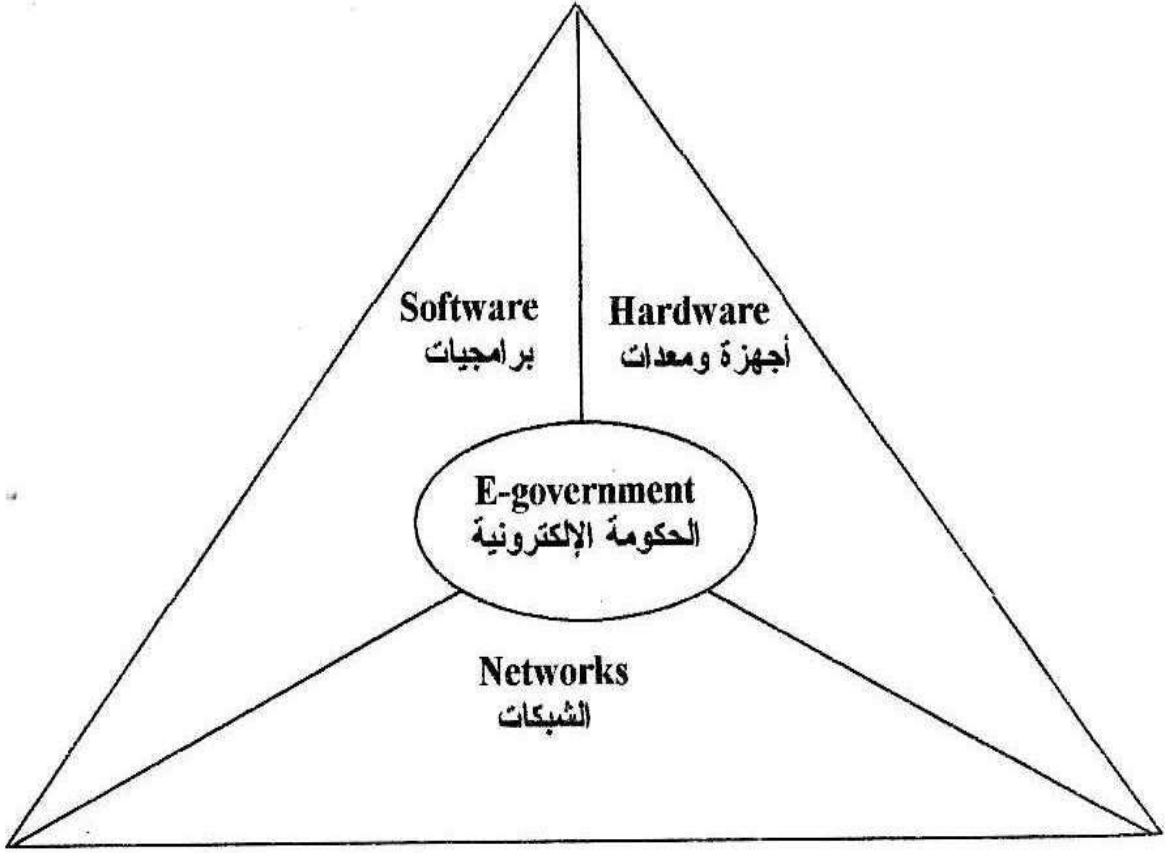 Software
برامجيات
Hardware
أجهزة ومعدات
E-government
الحكومة الإلكترونية
Networks
الشبكات